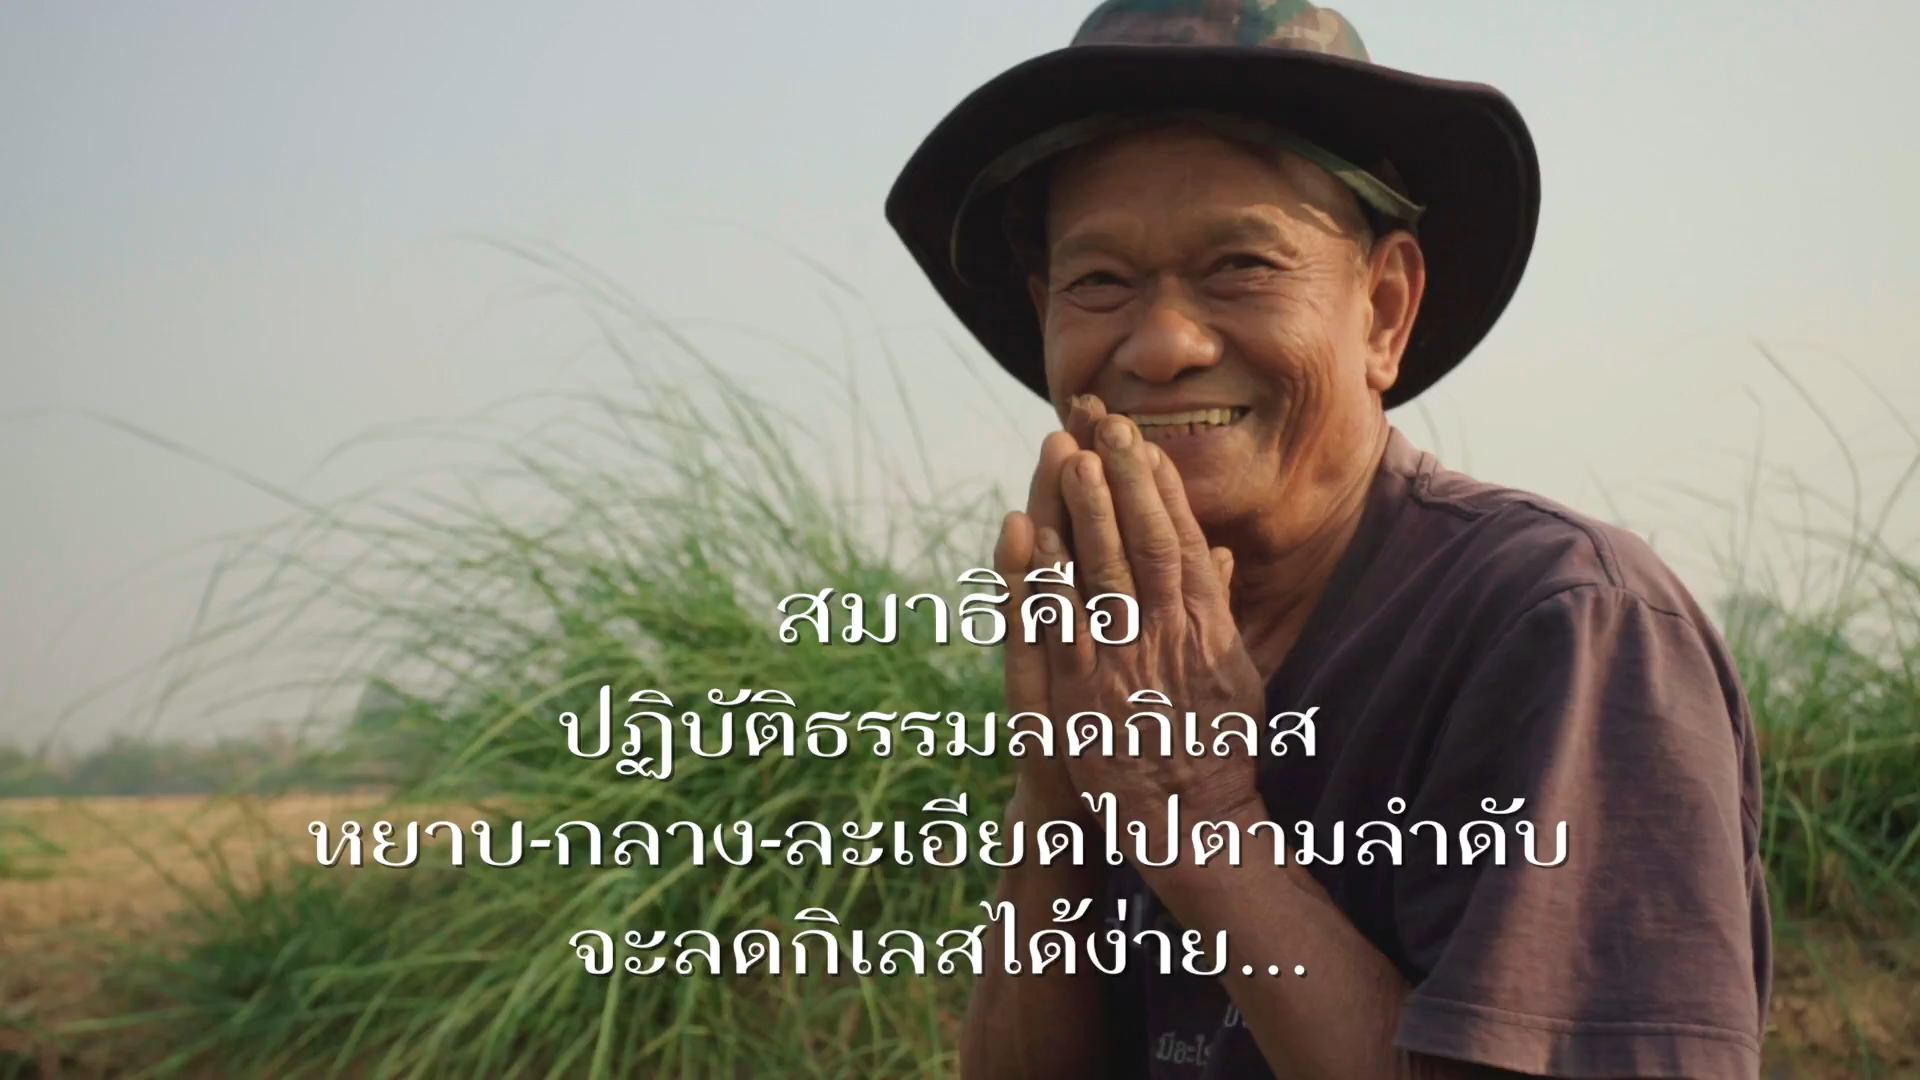 สมาธิคือ
ปฏิบัติธรรมลดกิเลส
หยาบ-กลาง-ละเอียดไปตามลำดับ
จะลดกิเลสได้ง่าย...